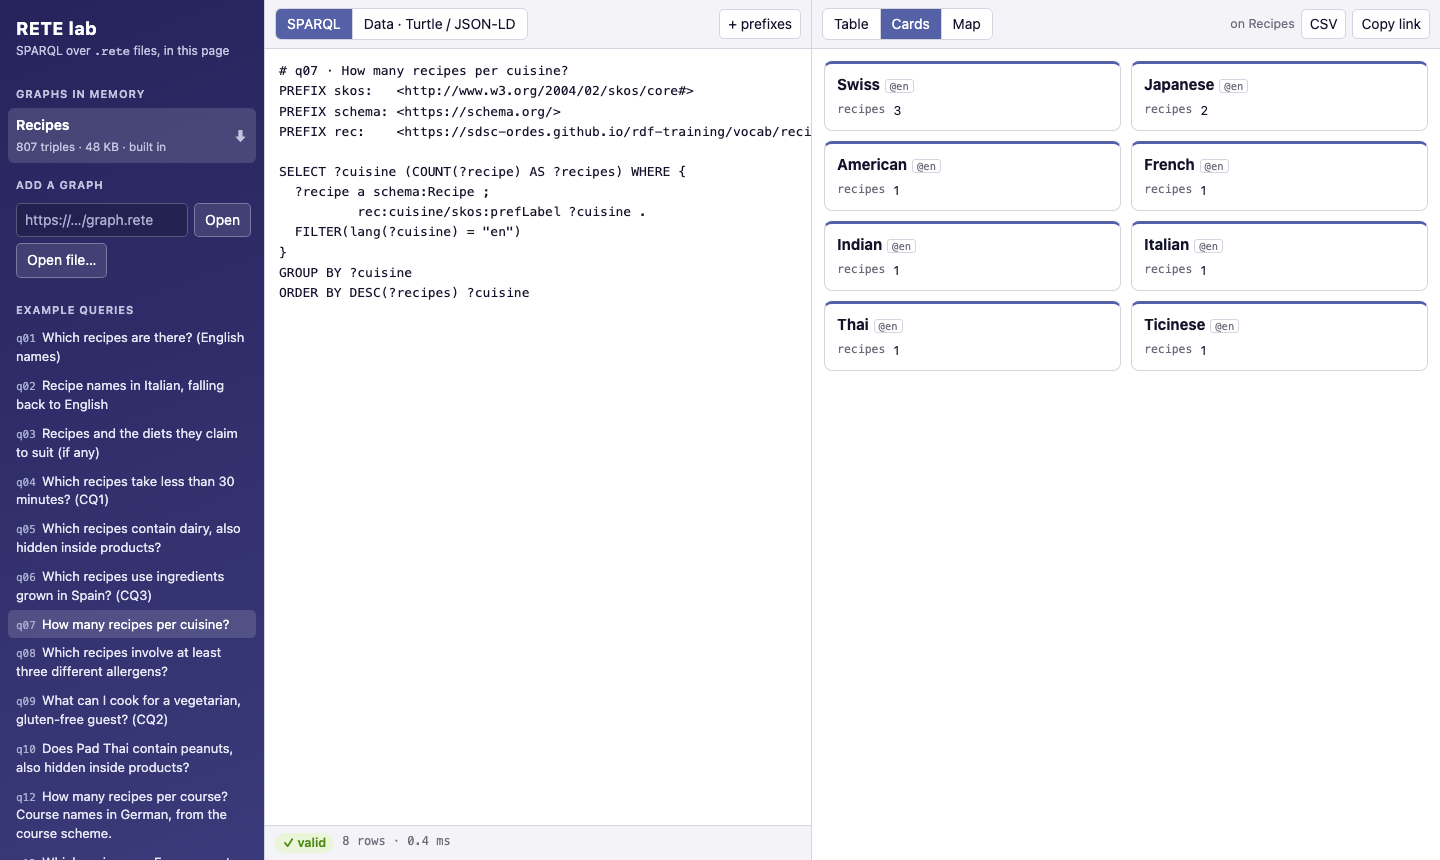 RETE lab
SPARQL over .rete files, in this page
GRAPHS IN MEMORY
Recipes
807 triples · 48 KB · built in
ADD A GRAPH
https://.../graph.rete
Open
Open file...
EXAMPLE QUERIES
q01 Which recipes are there? (English
names)
q02 Recipe names in Italian, falling
back to English
q03 Recipes and the diets they claim
to suit (if any)
q04 Which recipes take less than 30
minutes? (CQ1)
q05 Which recipes contain dairy, also
hidden inside products?
q06 Which recipes use ingredients
grown in Spain? (CQ3)
q07 How many recipes per cuisine?
q08 Which recipes involve at least
three different allergens?
q09 What can I cook for a vegetarian,
gluten-free guest? (CQ2)
q10 Does Pad Thai contain peanuts,
also hidden inside products?
q12 How many recipes per course?
Course names in German, from the
course scheme.
SPARQL
Data · Turtle / JSON-LD
+ prefixes
# q07 · How many recipes per cuisine?
PREFIX skos:   <http://www.w3.org/2004/02/skos/core#>
PREFIX schema: <https://schema.org/>
PREFIX rec:    <https://sdsc-ordes.github.io/rdf-training/vocab/reci
SELECT ?cuisine (COUNT(?recipe) AS ?recipes) WHERE {
  ?recipe a schema:Recipe ;
          rec:cuisine/skos:prefLabel ?cuisine .
  FILTER(lang(?cuisine) = "en")
}
GROUP BY ?cuisine
ORDER BY DESC(?recipes) ?cuisine
✓ valid
8 rows · 0.4 ms
Table
Cards
Map
on Recipes
CSV
Copy link
Swiss @en
recipes 3
Japanese @en
recipes 2
American @en
recipes 1
French @en
recipes 1
Indian @en
recipes 1
Italian @en
recipes 1
Thai @en
recipes 1
Ticinese @en
recipes 1